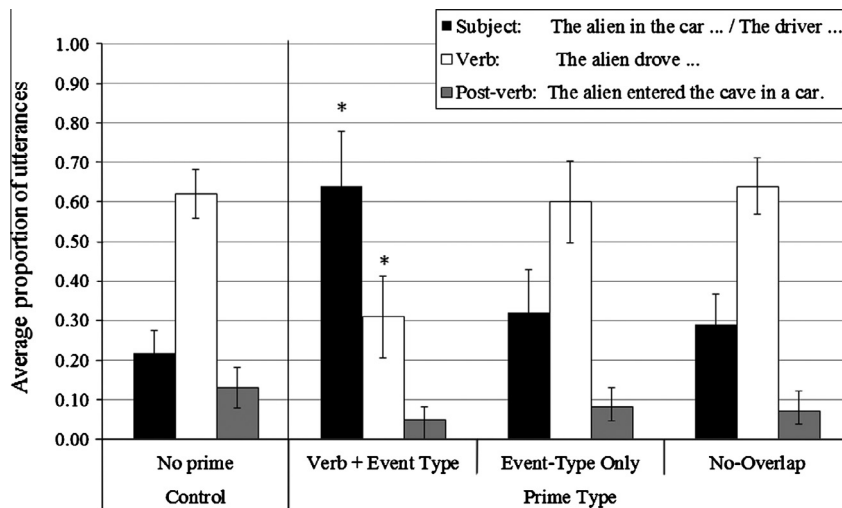 Subject: The alien in the car ... / The driver ...
Verb: The alien drove ...
Post-verb: The alien entered the cave in a car.
Average proportion of utterances
1.00
0.90
0.80
0.70
0.60
0.50
0.40
0.30
0.20
0.10
0.00
*
*
No prime Verb + Event Type Event-Type Only No-Overlap
Control Prime Type